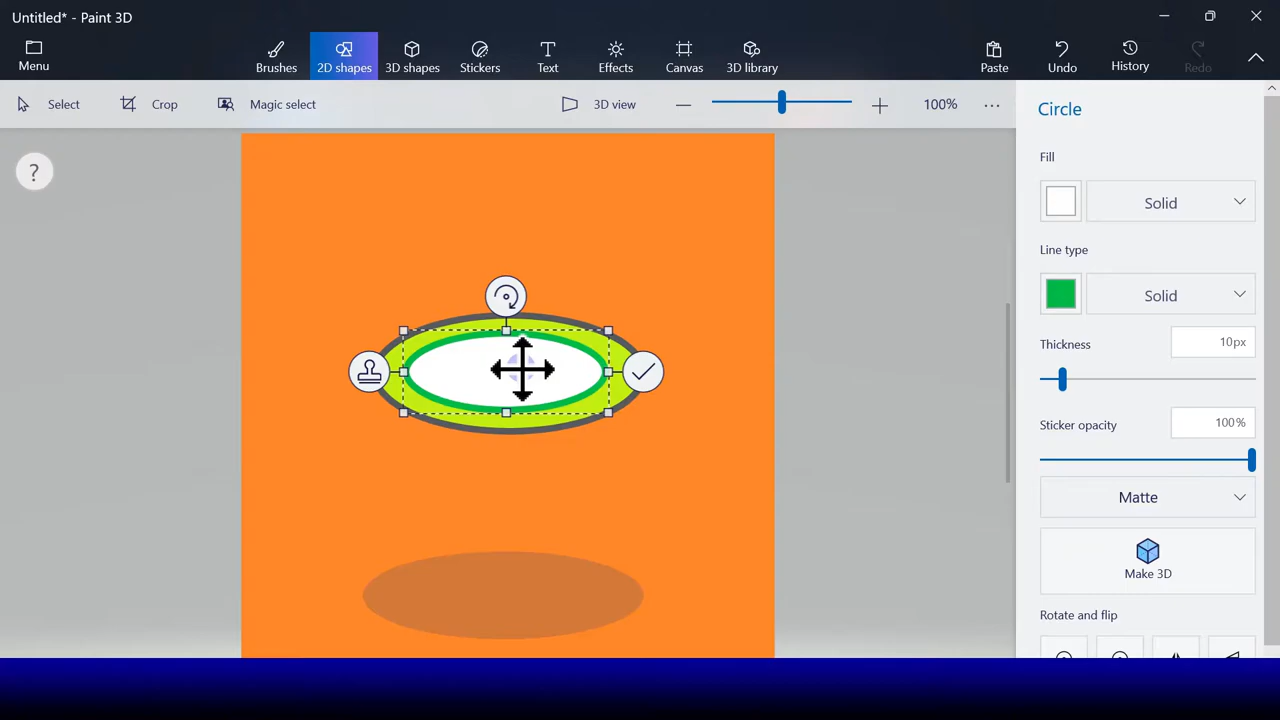 Untitled* - Paint 3D
Menu
Brushes
2D shapes
3D shapes
Stickers
Text
Effects
Canvas
3D library
Paste
Undo
History
Redo
Select
Crop
Magic select
3D view
100%
?
Circle
Fill
Solid
Line type
Solid
Thickness
10px
Sticker opacity
100%
Matte
Make 3D
Rotate and flip